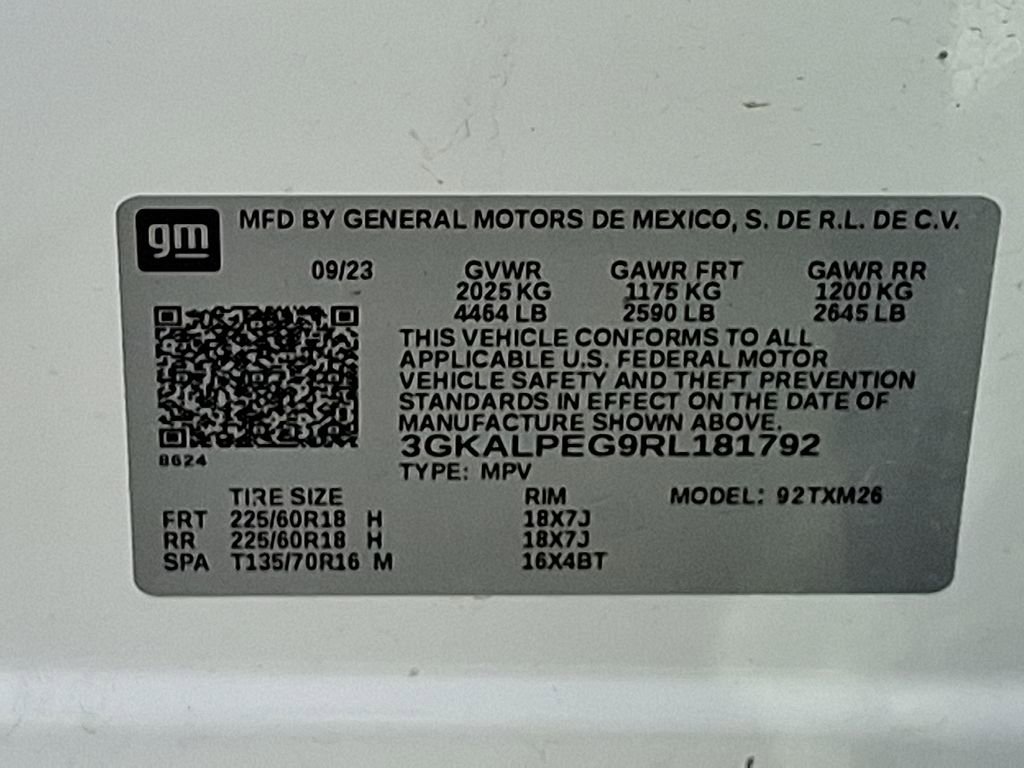 gm MFD BY GENERAL MOTORS DE MEXICO, S. DE R.L. DE C.V.
09/23 GVWR GAWR FRT GAWR RR
2025 KG 1175 KG 1200 KG
4464 LB 2590 LB 2645 LB
THIS VEHICLE CONFORMS TO ALL
APPLICABLE U.S. FEDERAL MOTOR
VEHICLE SAFETY AND THEFT PREVENTION
STANDARDS IN EFFECT ON THE DATE OF
MANUFACTURE SHOWN ABOVE.
3GKALPEG9RL181792
8624
TYPE: MPV
TIRE SIZE RIM MODEL: 92TXM26
FRT 225/60R18 H 18X7J
RR 225/60R18 H 18X7J
SPA T135/70R16 M 16X4BT